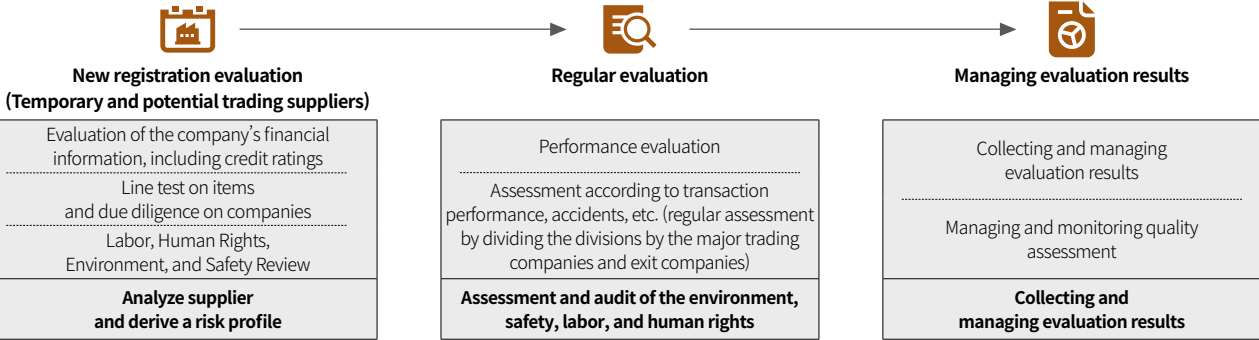 New registration evaluation
(Temporary and potential trading suppliers)
Evaluation of the company's financial
information, including credit ratings
Line test on items
and due diligence on companies
Labor, Human Rights,
Environment, and Safety Review
Analyze supplier
and derive a risk profile
Regular evaluation
Performance evaluation
Assessment according to transaction
performance, accidents, etc. (regular assessment
by dividing the divisions by the major trading
companies and exit companies)
Assessment and audit of the environment,
safety, labor, and human rights
Managing evaluation results
Collecting and managing
evaluation results
Managing and monitoring quality
assessment
Collecting and
managing evaluation results